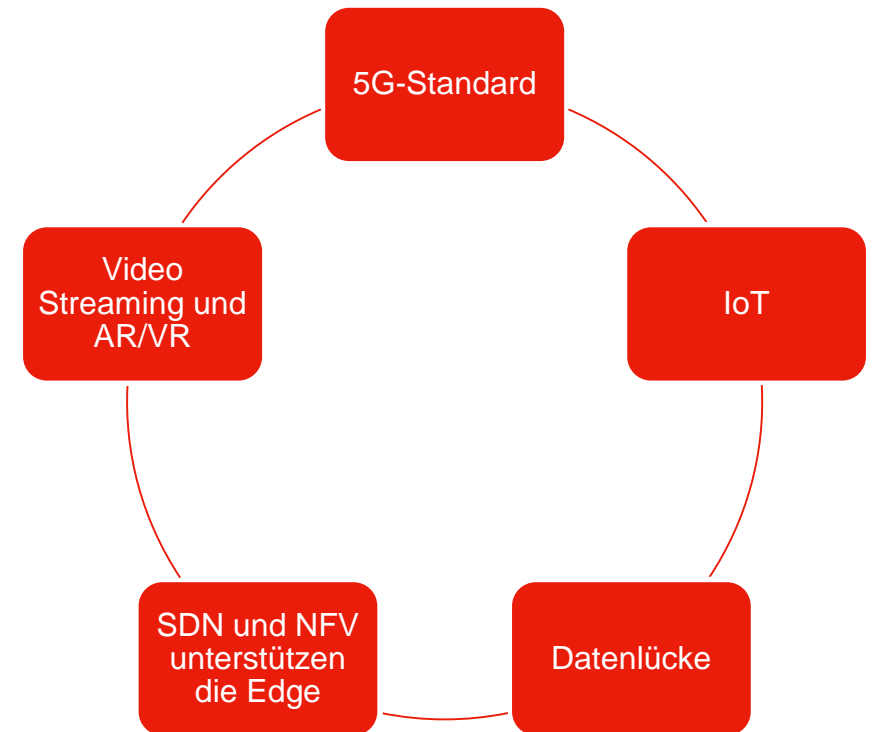 5G-Standard
IoT
Datenlücke
SDN und NFV
unterstützen
die Edge
Video
Streaming und
AR/VR